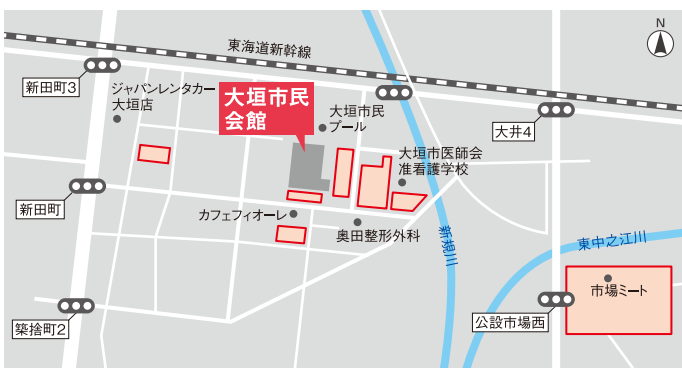 N
東海道新幹線
新田町3
ジャパンレンタカー
大垣店
大垣市民
会館
大垣市民
プール
大井4
大垣市医師会
准看護学校
新田町
カフェフィオーレ
奥田整形外科
新規川
東中之江川
市場ミート
公設市場西
築捨町2